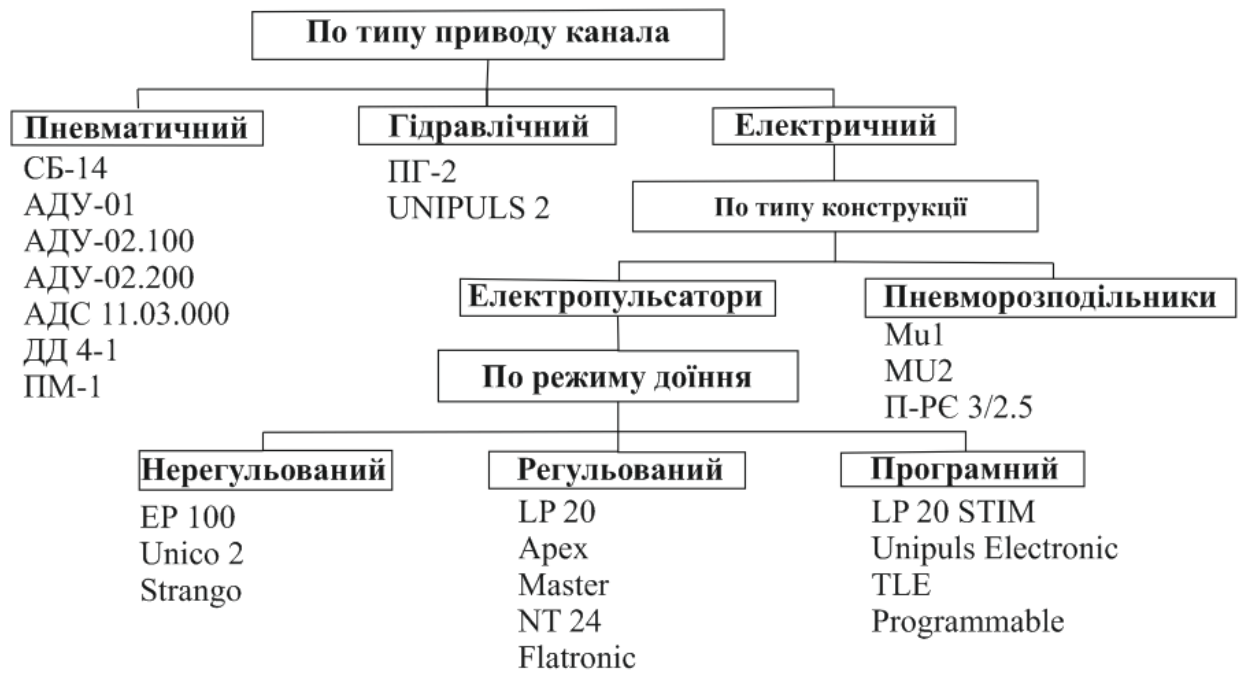 По типу приводу канала
Пневматичний
СБ-14
АДУ-01
АДУ-02.100
АДУ-02.200
АДС 11.03.000
ДД 4-1
ПМ-1
Гідравлічний
ПГ-2
UNIPULS 2
Електричний
По типу конструкції
Електропульсатори
Пневморозподільники
Mu1
MU2
П-РЄ 3/2.5
По режиму доїння
Нерегульований
EP 100
Unico 2
Strango
Регульований
LP 20
Apex
Master
NT 24
Flatronic
Програмний
LP 20 STIM
Unipuls Electronic
TLE
Programmable